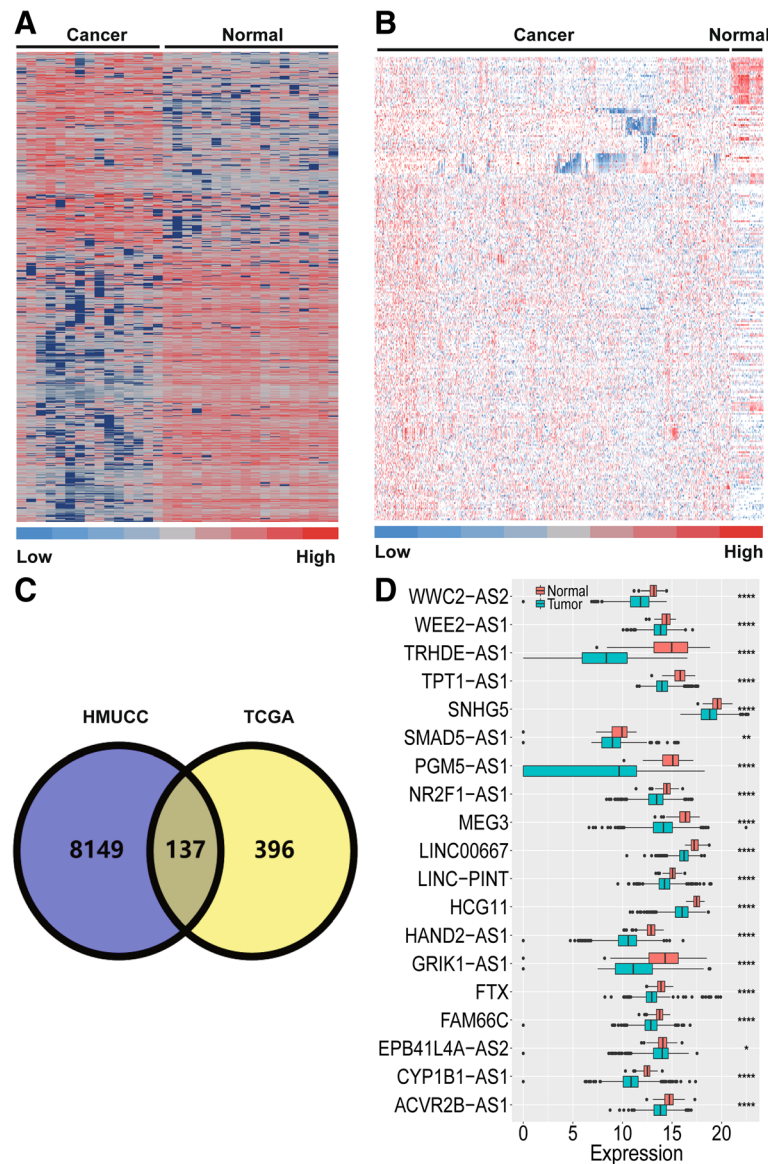 A
Cancer Normal
Low High
B
Cancer Normal
Low High
C
HMUCC TCGA
8149 137 396
D
Normal
Tumor
WWC2-AS2 ****
WEE2-AS1 ****
TRHDE-AS1 ****
TPT1-AS1 ****
SNHG5 ****
SMAD5-AS1 **
PGM5-AS1 ****
NR2F1-AS1 ****
MEG3 ****
LINC00667 ****
LINC-PINT ****
HCG11 ****
HAND2-AS1 ****
GRIK1-AS1 ****
FTX ****
FAM66C ****
EPB41L4A-AS2 *
CYP1B1-AS1 ****
ACVR2B-AS1 ****
0 5 10 15 20
Expression